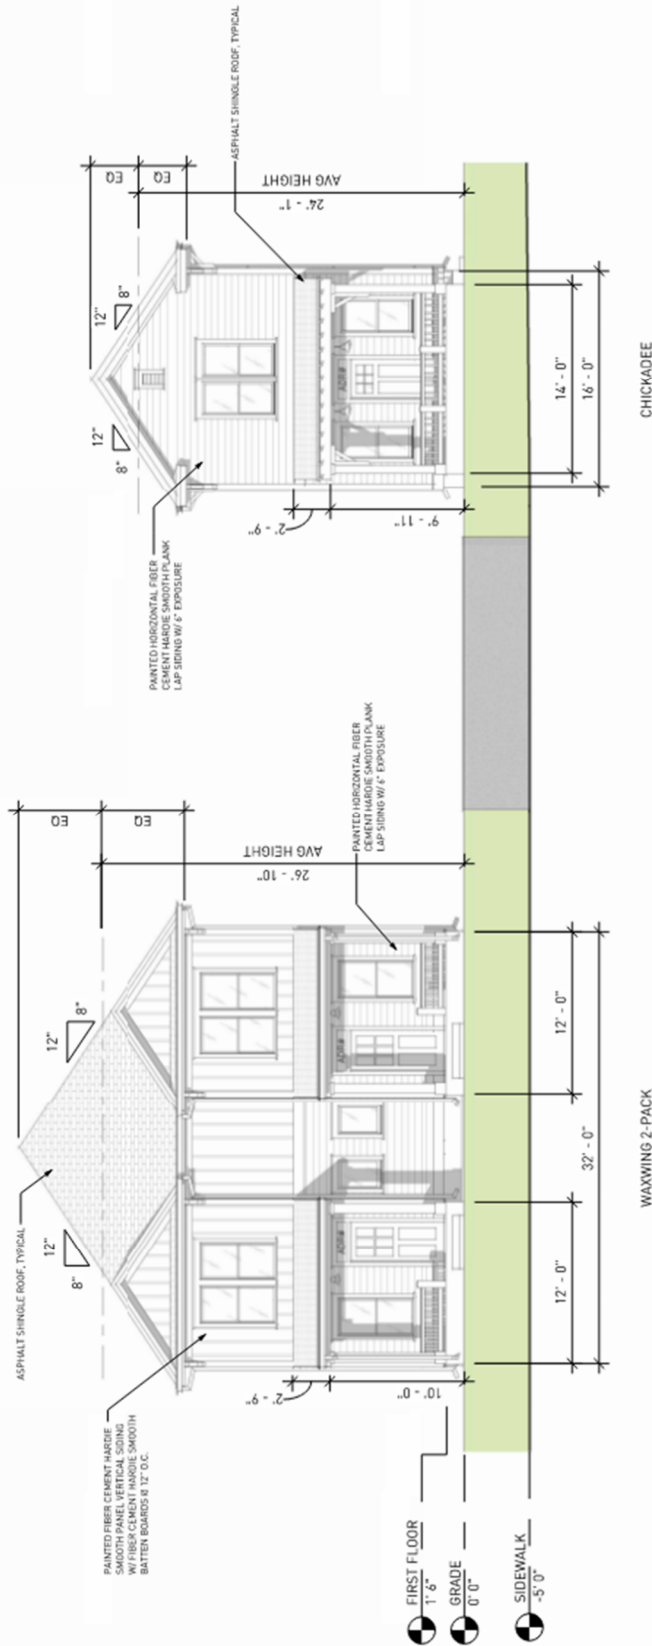 ASPHALT SHINGLE ROOF, TYPICAL
PAINTED FIBER CEMENT HARDIE
SMOOTH PANEL VERTICAL SIDING
W/ FIBER CEMENT HARDIE SMOOTH
BATTEN BOARDS @ 12" O.C.
12"
8"
12"
8"
EQ
EQ
26' - 10"
AVG HEIGHT
PAINTED HORIZONTAL FIBER
CEMENT HARDIE SMOOTH PLANK
LAP SIDING W/ 6" EXPOSURE
2' - 9"
10' - 0"
ADR#
ADR#
FIRST FLOOR
1' 6"
GRADE
0' 0"
SIDEWALK
-5' 0"
12' - 0"
12' - 0"
32' - 0"
WAXWING 2-PACK
PAINTED HORIZONTAL FIBER
CEMENT HARDIE SMOOTH PLANK
LAP SIDING W/ 6" EXPOSURE
12"
8"
12"
8"
EQ
EQ
24' - 1"
AVG HEIGHT
ASPHALT SHINGLE ROOF, TYPICAL
2' - 9"
9' - 11"
ADR#
14' - 0"
16' - 0"
CHICKADEE